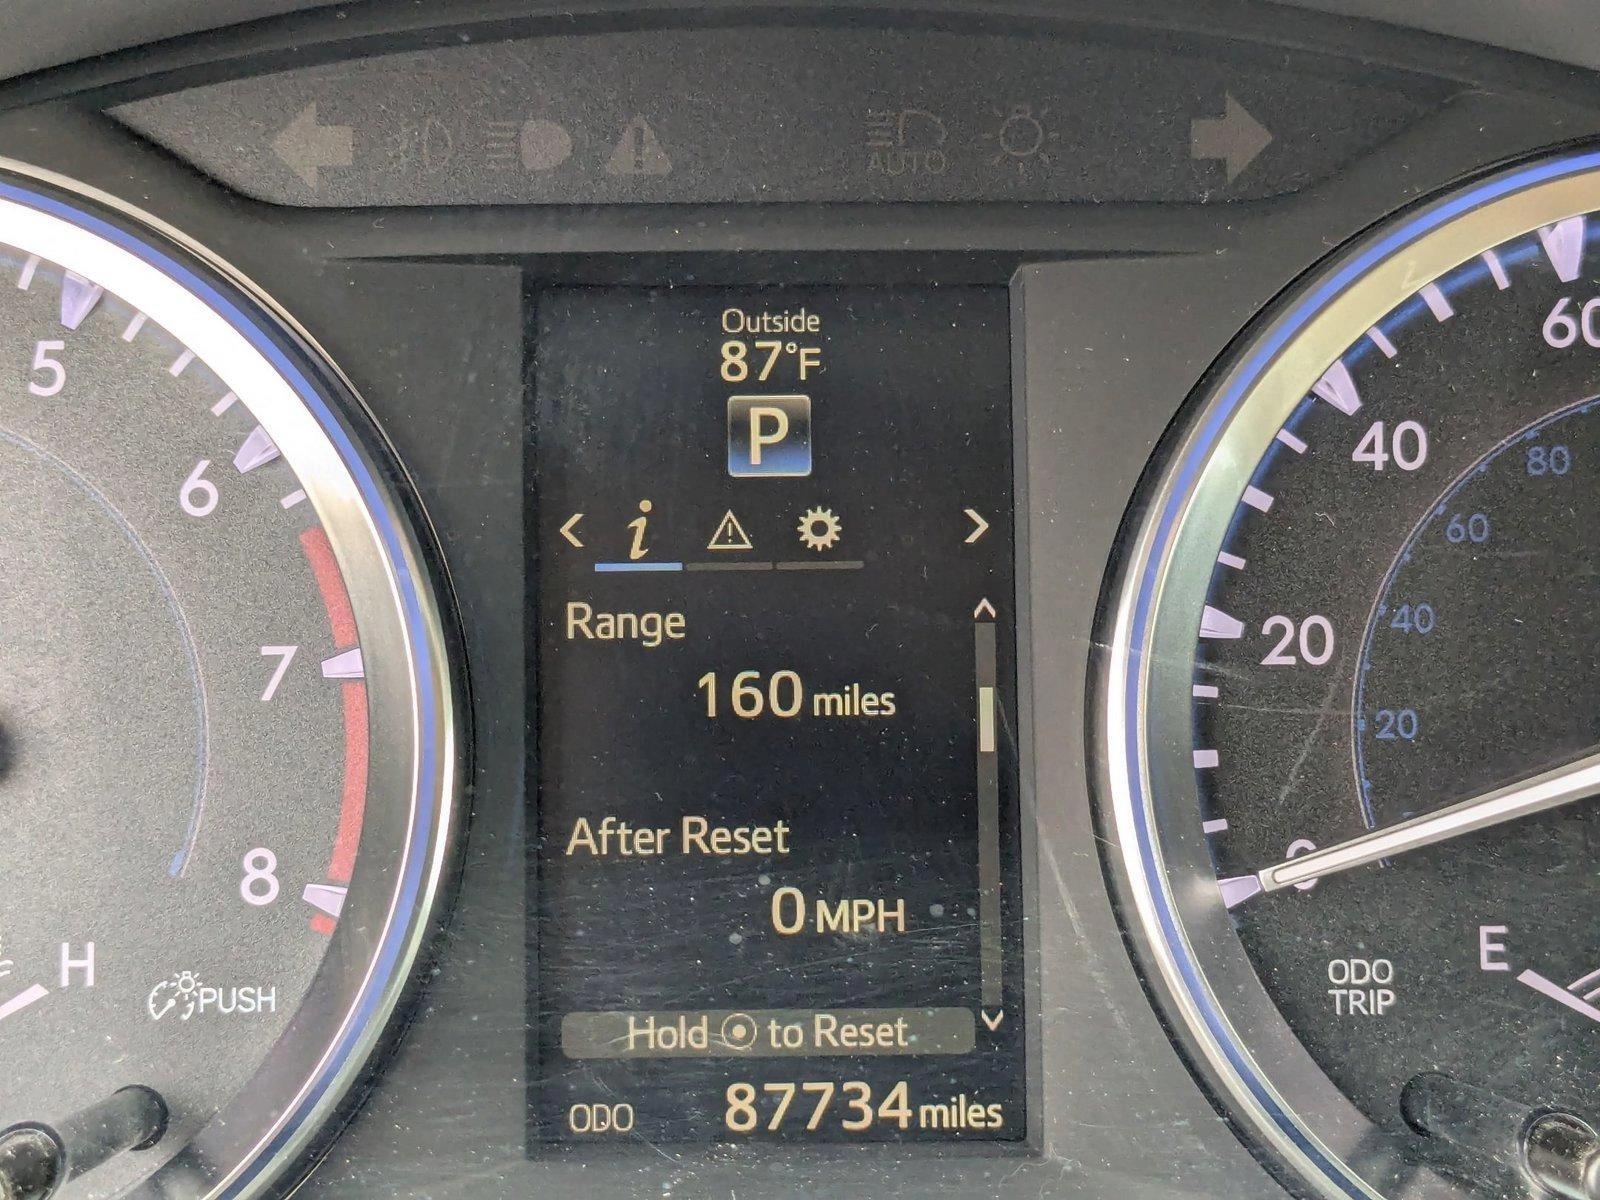 AUTO
Outside
87°F
P
i
Range
160 miles
After Reset
0 MPH
Hold to Reset
ODO 87734 miles
5
6
7
8
H
PUSH
60
40
20
0
80
60
40
20
E
ODO
TRIP